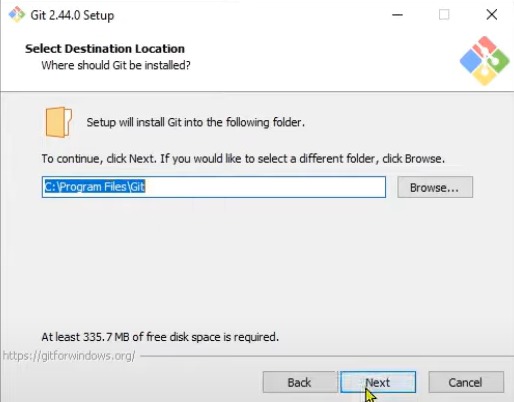 Git 2.44.0 Setup
Select Destination Location
Where should Git be installed?
Setup will install Git into the following folder.
To continue, click Next. If you would like to select a different folder, click Browse.
C:\Program Files\Git
Browse...
At least 335.7 MB of free disk space is required.
https://gitforwindows.org/
Back
Next
Cancel